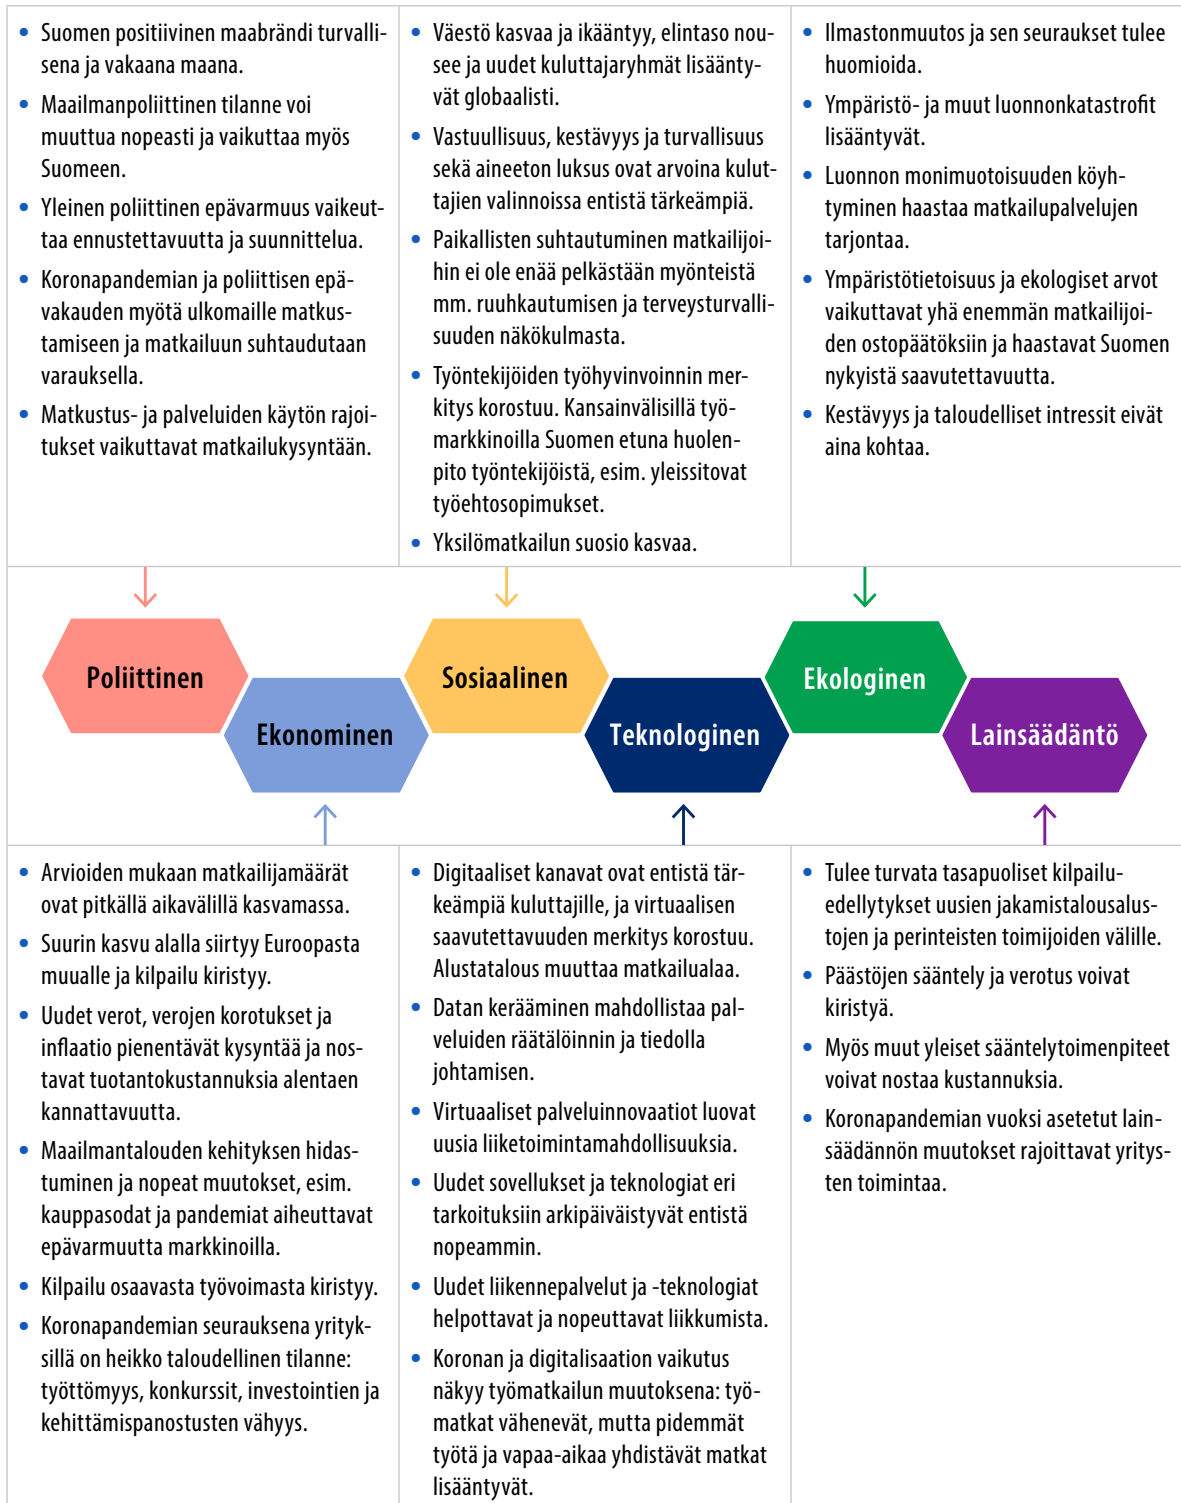 • Suomen positiivinen maabrändi turvalli-
sena ja vakaana maana.
• Maailmanpoliittinen tilanne voi
muuttua nopeasti ja vaikuttaa myös
Suomeen.
• Yleinen poliittinen epävarmuus vaikeut-
taa ennustettavuutta ja suunnittelua.
• Koronapandemian ja poliittisen epä-
vakauden myötä ulkomaille matkus-
tamiseen ja matkailuun suhtaudutaan
varauksella.
• Matkustus- ja palveluiden käytön rajoi-
tukset vaikuttavat matkailukysyntään.
• Väestö kasvaa ja ikääntyy, elintaso nou-
see ja uudet kuluttajaryhmät lisäänty-
vät globaalisti.
• Vastuullisuus, kestävyys ja turvallisuus
sekä aineeton luksus ovat arvoina kulut-
tajien valinnoissa entistä tärkeämpiä.
• Paikallisten suhtautuminen matkailijoi-
hin ei ole enää pelkästään myönteistä
mm. ruuhkautumisen ja terveysturvalli-
suuden näkökulmasta.
• Työntekijöiden työhyvinvoinnin mer-
kitys korostuu. Kansainvälisillä työ-
markkinoilla Suomen etuna huolen-
pito työntekijöistä, esim. yleissitovat
työehtosopimukset.
• Yksilömatkailun suosio kasvaa.
• Ilmastonmuutos ja sen seuraukset tulee
huomioida.
• Ympäristö- ja muut luonnonkatastrofit
lisääntyvät.
• Luonnon monimuotoisuuden köyh-
tyminen haastaa matkailupalvelujen
tarjontaa.
• Ympäristötietoisuus ja ekologiset arvot
vaikuttavat yhä enemmän matkailijoi-
den ostopäätöksiin ja haastavat Suomen
nykyistä saavutettavuutta.
• Kestävyys ja taloudelliset intressit eivät
aina kohtaa.
Poliittinen
Ekonominen
Sosiaalinen
Teknologinen
Ekologinen
Lainsäädäntö
• Arvioiden mukaan matkailijamäärät
ovat pitkällä aikavälillä kasvamassa.
• Suurin kasvu alalla siirtyy Euroopasta
muualle ja kilpailu kiristyy.
• Uudet verot, verojen korotukset ja
inflaatio pienentävät kysyntää ja nos-
tavat tuotantokustannuksia alentaen
kannattavuutta.
• Maailmantalouden kehityksen hidas-
tuminen ja nopeat muutokset, esim.
kauppasodat ja pandemiat aiheuttavat
epävarmuutta markkinoilla.
• Kilpailu osaavasta työvoimasta kiristyy.
• Koronapandemian seurauksena yrityk-
sillä on heikko taloudellinen tilanne:
työttömyys, konkurssit, investointien ja
kehittämispanostusten vähyys.
• Digitaaliset kanavat ovat entistä tär-
keämpiä kuluttajille, ja virtuaalisen
saavutettavuuden merkitys korostuu.
Alustatalous muuttaa matkailualaa.
• Datan kerääminen mahdollistaa pal-
veluiden räätälöinnin ja tiedolla
johtamisen.
• Virtuaaliset palveluinnovaatiot luovat
uusia liiketoimintamahdollisuuksia.
• Uudet sovellukset ja teknologiat eri
tarkoituksiin arkipäiväistyvät entistä
nopeammin.
• Uudet liikennepalvelut ja -teknologiat
helpottavat ja nopeuttavat liikkumista.
• Koronan ja digitalisaation vaikutus
näkyy työmatkailun muutoksena: työ-
matkat vähenevät, mutta pidemmät
työtä ja vapaa-aikaa yhdistävät matkat
lisääntyvät.
• Tulee turvata tasapuoliset kilpailu-
edellytykset uusien jakamistalousalus-
tojen ja perinteisten toimijoiden välille.
• Päästöjen sääntely ja verotus voivat
kiristyä.
• Myös muut yleiset sääntelytoimenpiteet
voivat nostaa kustannuksia.
• Koronapandemian vuoksi asetetut lain-
säädännön muutokset rajoittavat yritys-
ten toimintaa.